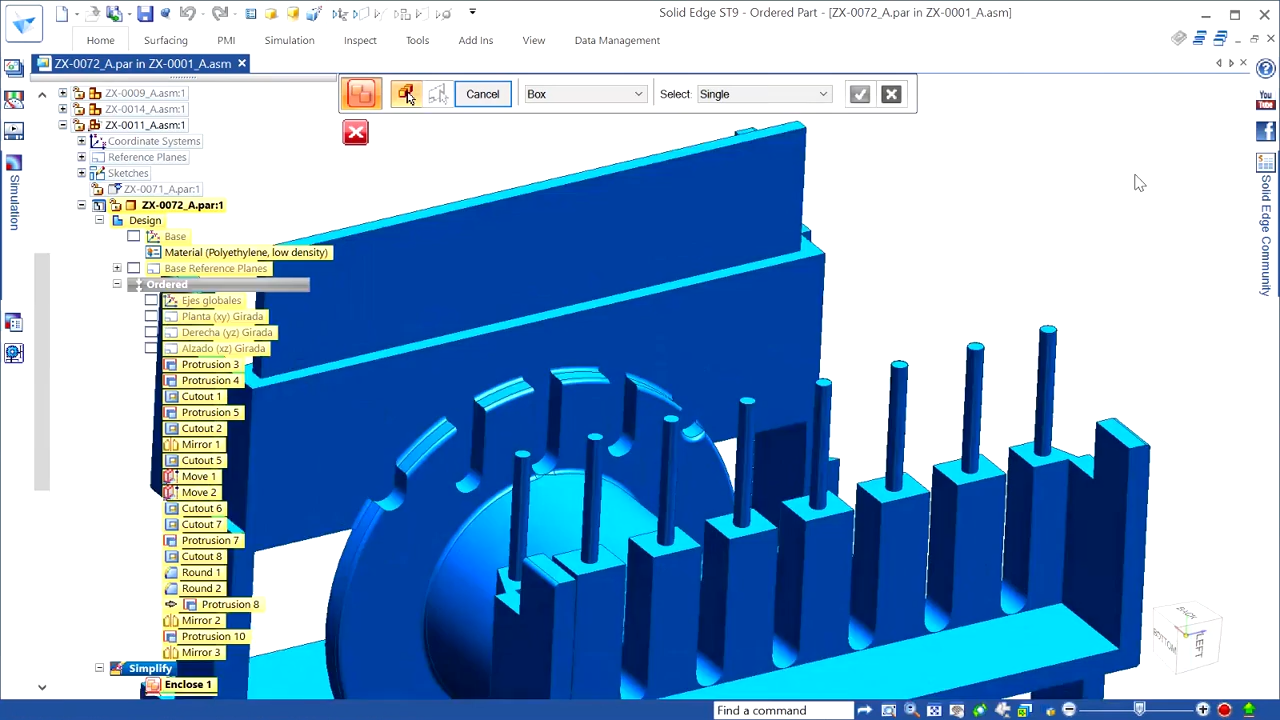 Solid Edge ST9 - Ordered Part - [ZX-0072_A.par in ZX-0001_A.asm]
Home Surfacing PMI Simulation Inspect Tools Add Ins View Data Management
ZX-0072_A.par in ZX-0001_A.asm
Cancel Box Select: Single
ZX-0009_A.asm:1
ZX-0014_A.asm:1
ZX-0011_A.asm:1
Coordinate Systems
Reference Planes
Sketches
ZX-0071_A.par:1
ZX-0072_A.par:1
Design
Base
Material (Polyethylene, low density)
Base Reference Planes
Ordered
Ejes globales
Planta (xy) Girada
Derecha (yz) Girada
Alzado (xz) Girada
Protrusion 3
Protrusion 4
Cutout 1
Protrusion 5
Cutout 2
Mirror 1
Cutout 5
Move 1
Move 2
Cutout 6
Cutout 7
Protrusion 7
Cutout 8
Round 1
Round 2
Protrusion 8
Mirror 2
Protrusion 10
Mirror 3
Simplify
Enclose 1
Simulation
You
Tube
Solid Edge Community
BACK
BOTTOM
LEFT
Find a command